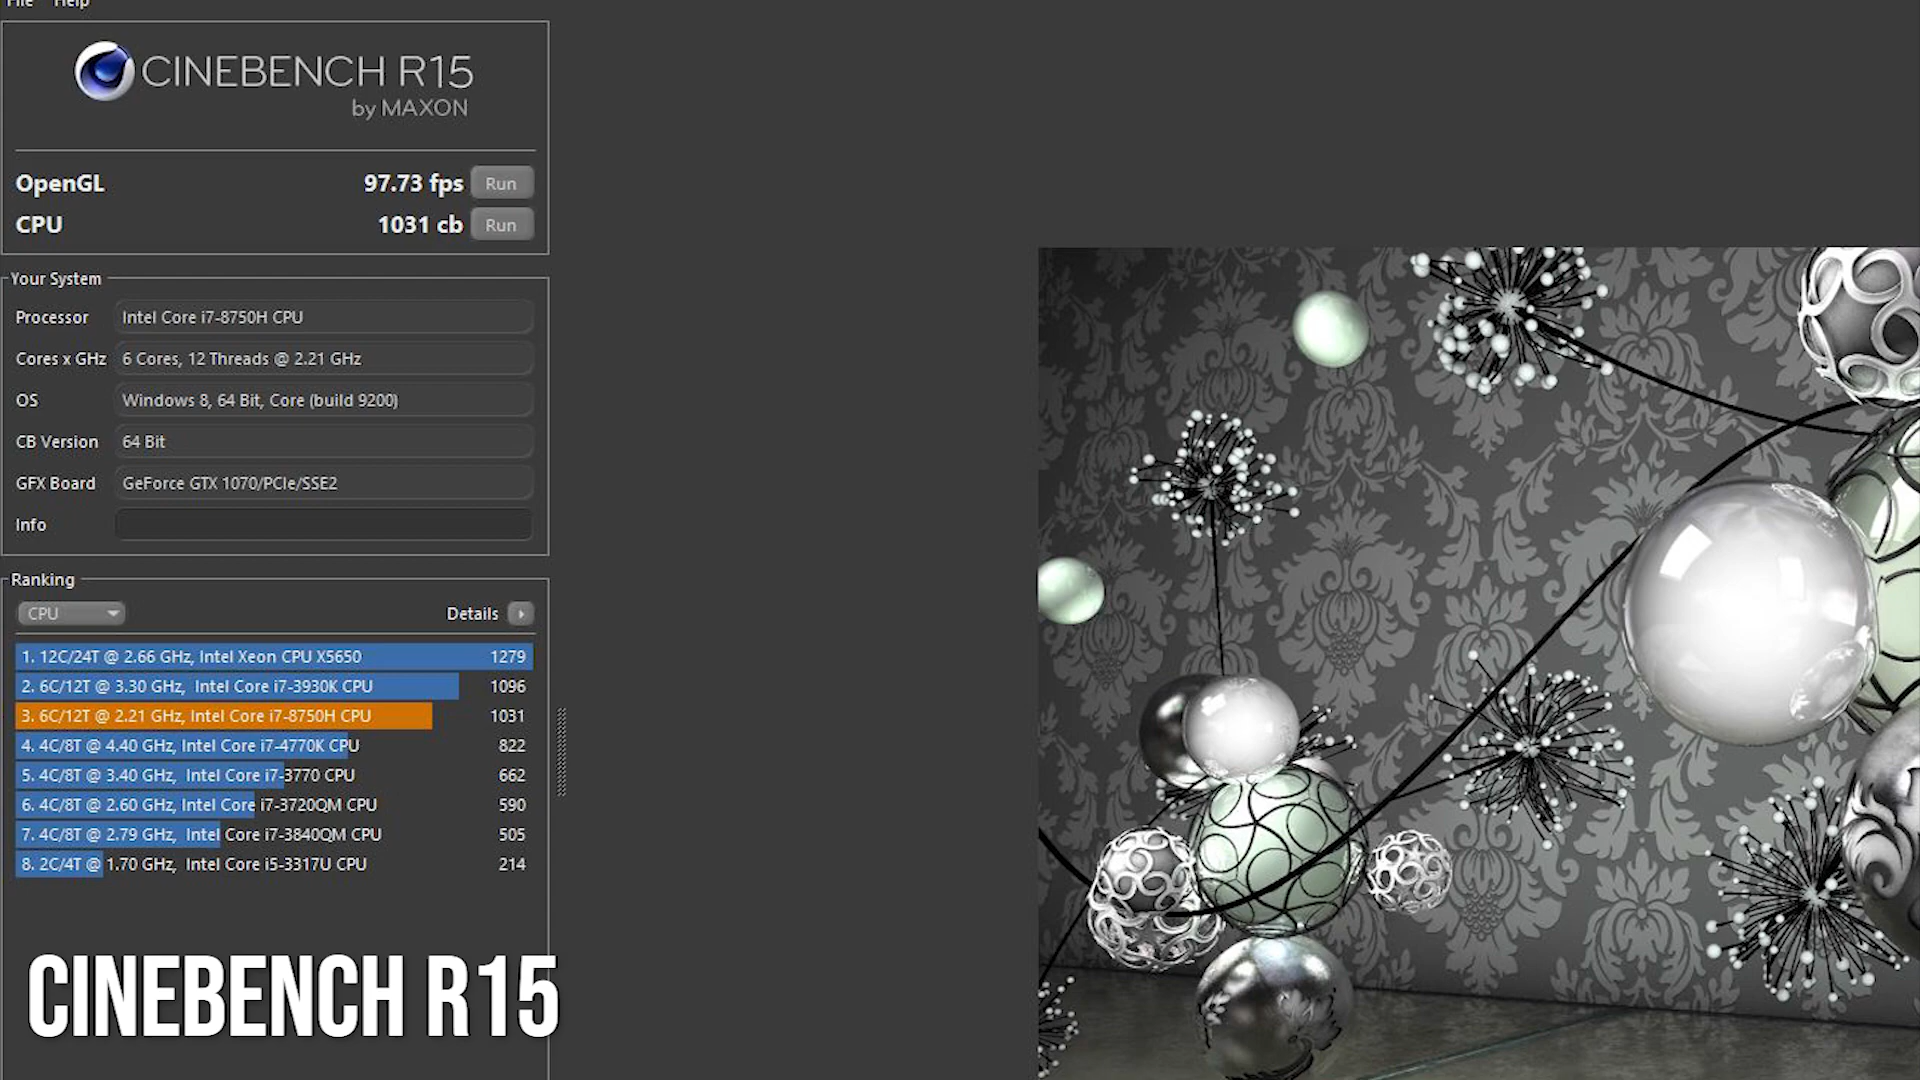 File Help
CINEBENCH R15
by MAXON
OpenGL 97.73 fps Run
CPU 1031 cb Run
Your System
Processor Intel Core i7-8750H CPU
Cores x GHz 6 Cores, 12 Threads @ 2.21 GHz
OS Windows 8, 64 Bit, Core (build 9200)
CB Version 64 Bit
GFX Board GeForce GTX 1070/PCIe/SSE2
Info
Ranking
CPU Details
1. 12C/24T @ 2.66 GHz, Intel Xeon CPU X5650 1279
2. 6C/12T @ 3.30 GHz, Intel Core i7-3930K CPU 1096
3. 6C/12T @ 2.21 GHz, Intel Core i7-8750H CPU 1031
4. 4C/8T @ 4.40 GHz, Intel Core i7-4770K CPU 822
5. 4C/8T @ 3.40 GHz, Intel Core i7-3770 CPU 662
6. 4C/8T @ 2.60 GHz, Intel Core i7-3720QM CPU 590
7. 4C/8T @ 2.79 GHz, Intel Core i7-3840QM CPU 505
8. 2C/4T @ 1.70 GHz, Intel Core i5-3317U CPU 214
CINEBENCH R15